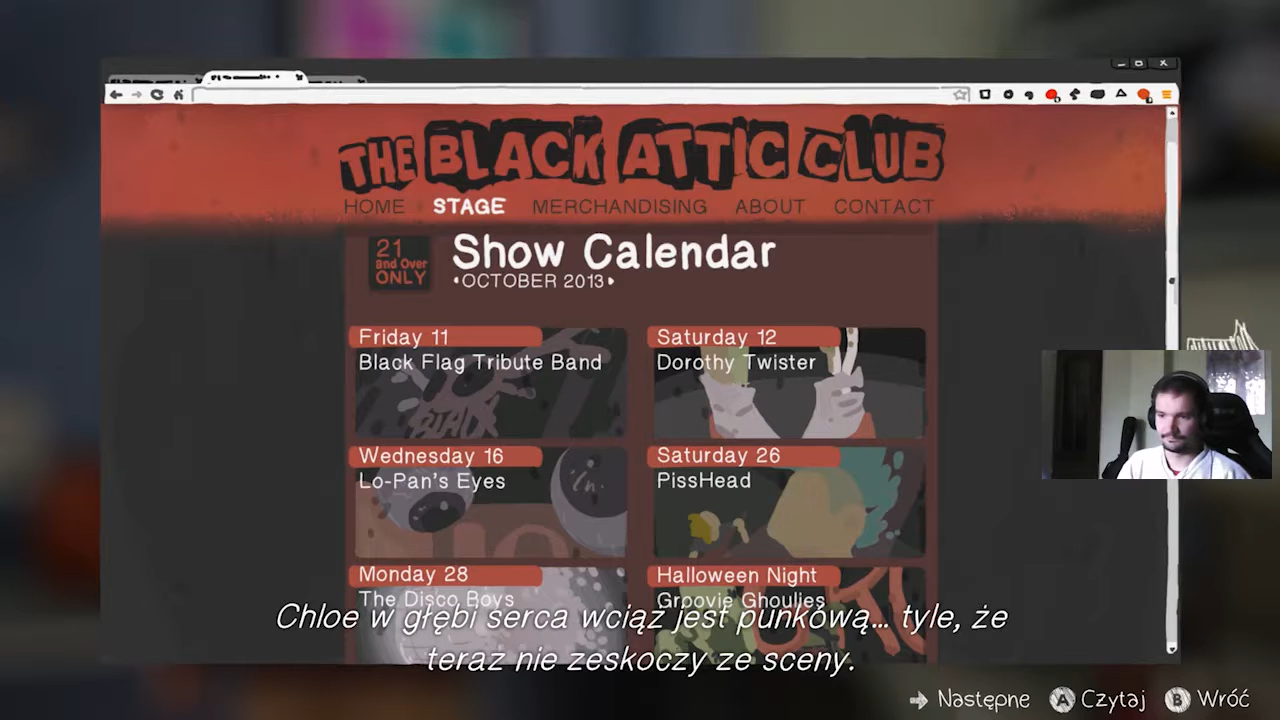 THE BLACK ATTIC CLUB
HOME STAGE MERCHANDISING ABOUT CONTACT
21
And Over
ONLY
Show Calendar
OCTOBER 2013
Friday 11
Black Flag Tribute Band
Saturday 12
Dorothy Twister
Wednesday 16
Lo-Pan's Eyes
Saturday 26
PissHead
Monday 28
The Disco Boys
Halloween Night
Groovie Ghoulies
Chloe w głębi serca wciąż jest punkówą... tyle, że
teraz nie zeskoczy ze sceny.
Następne A Czytaj B Wróć